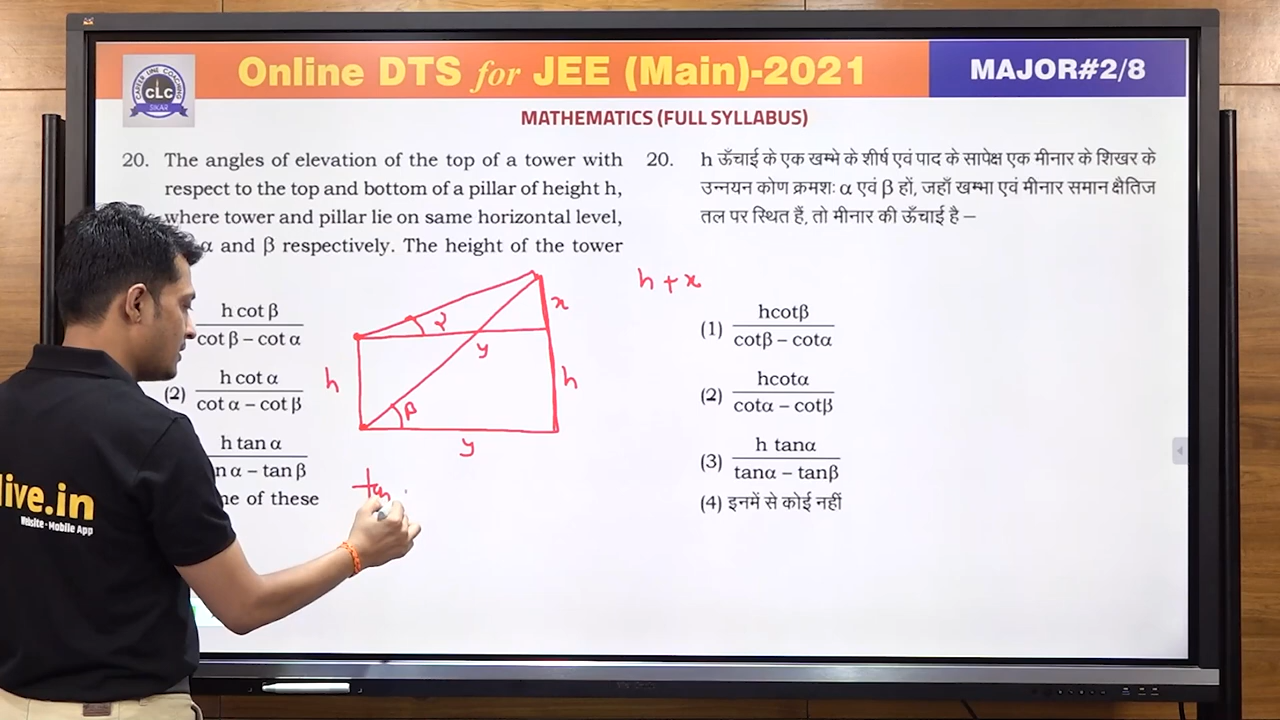 Online DTS for JEE (Main)-2021
MAJOR#2/8
CLC
SIKAR
MATHEMATICS (FULL SYLLABUS)
20. The angles of elevation of the top of a tower with
respect to the top and bottom of a pillar of height h,
where tower and pillar lie on same horizontal level,
α and β respectively. The height of the tower
h cot β
cot β – cot α
(2) h cot α
cot α – cot β
h tan α
n α – tan β
ne of these
20. h ऊँचाई के एक खम्भे के शीर्ष एवं पाद के सापेक्ष एक मीनार के शिखर के
उन्नयन कोण क्रमशः α एवं β हों, जहाँ खम्भा एवं मीनार समान क्षैतिज
तल पर स्थित हैं, तो मीनार की ऊँचाई है –
h + x
(1) hcotβ
cotβ – cotα
(2) hcotα
cotα – cotβ
(3) h tanα
tanα – tanβ
(4) इनमें से कोई नहीं
x
α
y
h
h
β
y
tan
live.in
Website • Mobile App